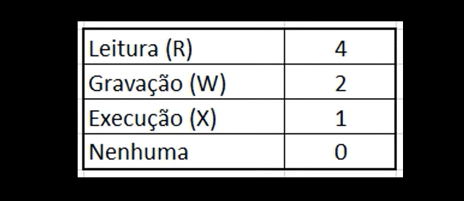 Leitura (R) 4
Gravação (W) 2
Execução (X) 1
Nenhuma 0